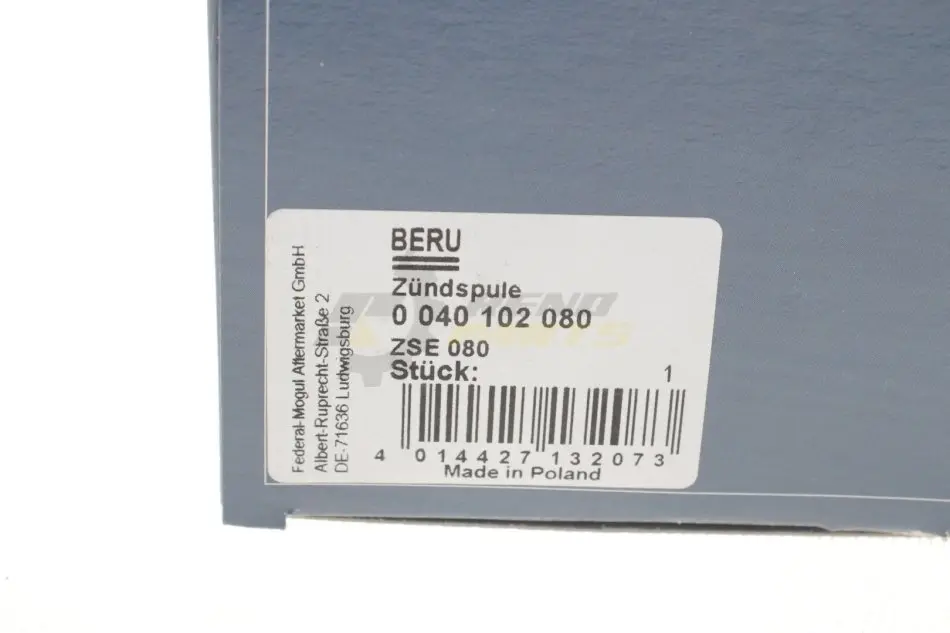 BERU
Zündspule
0 040 102 080
ZSE 080
Stück: 1
4 014427 132073
Made in Poland
Federal-Mogul Aftermarket GmbH
Albert-Ruprecht-Straße 2
DE-71636 Ludwigsburg
PARTS